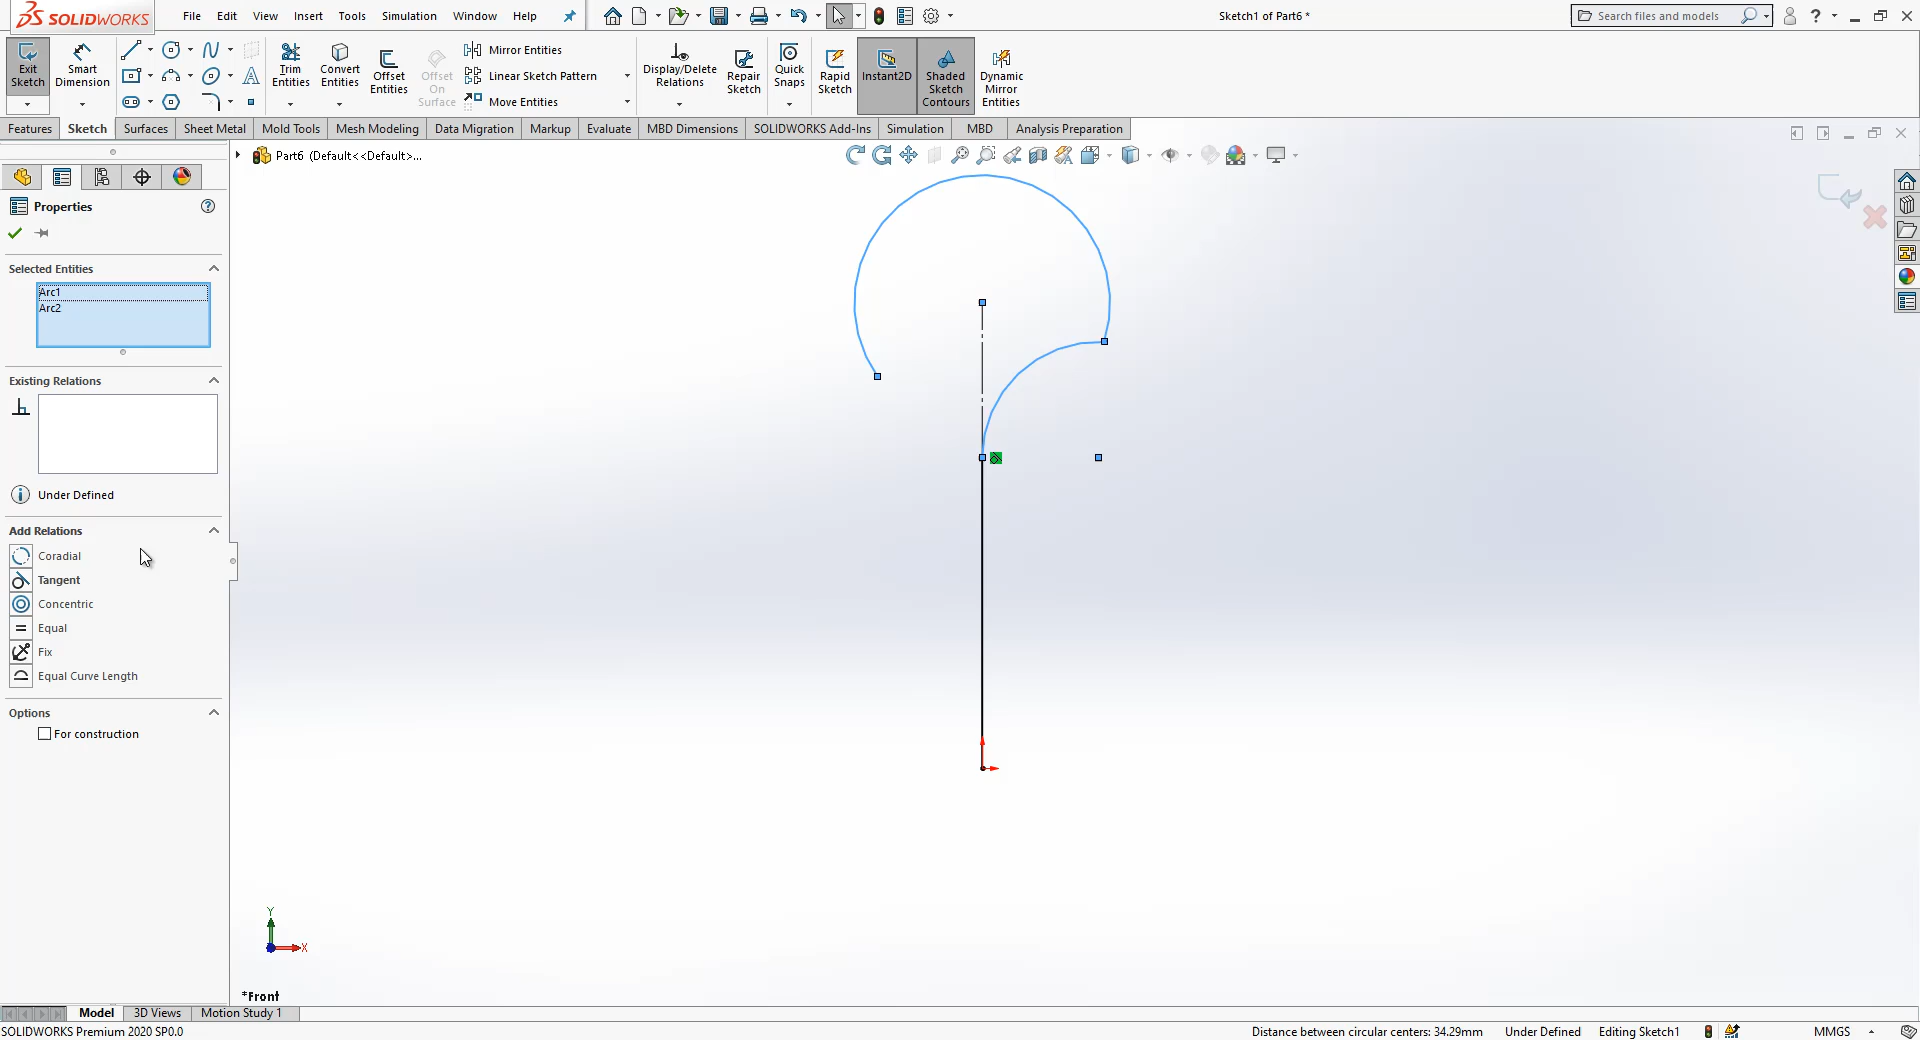 SOLIDWORKS File Edit View Insert Tools Simulation Window Help Sketch1 of Part6 * Search files and models ?
Exit Sketch
Smart Dimension
Trim Entities
Convert Entities
Offset Entities
Offset On Surface
Mirror Entities
Linear Sketch Pattern
Move Entities
Display/Delete Relations
Repair Sketch
Quick Snaps
Rapid Sketch
Instant2D
Shaded Sketch Contours
Dynamic Mirror Entities
Features Sketch Surfaces Sheet Metal Mold Tools Mesh Modeling Data Migration Markup Evaluate MBD Dimensions SOLIDWORKS Add-Ins Simulation MBD Analysis Preparation
Part6 (Default<<Default>...
Properties
Selected Entities
Arc1
Arc2
Existing Relations
Under Defined
Add Relations
Coradial
Tangent
Concentric
Equal
Fix
Equal Curve Length
Options
For construction
Y
X
*Front
Model 3D Views Motion Study 1
SOLIDWORKS Premium 2020 SP0.0 Distance between circular centers: 34.29mm Under Defined Editing Sketch1 MMGS